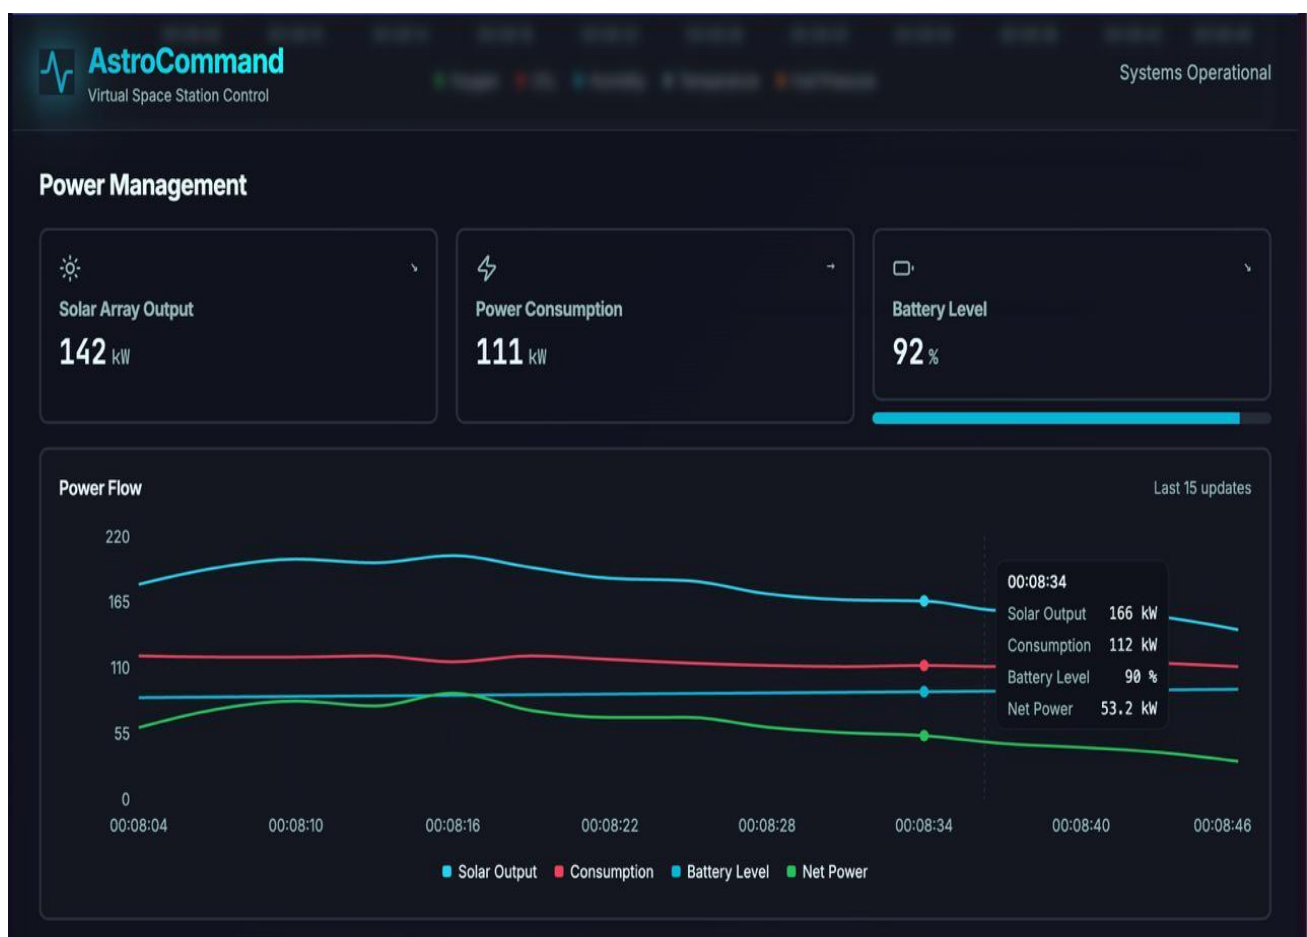 AstroCommand
Virtual Space Station Control
Systems Operational
Power Management
Solar Array Output
142 kW
Power Consumption
111 kW
Battery Level
92 %
Power Flow
Last 15 updates
220
165
110
55
0
00:08:34
Solar Output 166 kW
Consumption 112 kW
Battery Level 90 %
Net Power 53.2 kW
00:08:04 00:08:10 00:08:16 00:08:22 00:08:28 00:08:34 00:08:40 00:08:46
Solar Output Consumption Battery Level Net Power